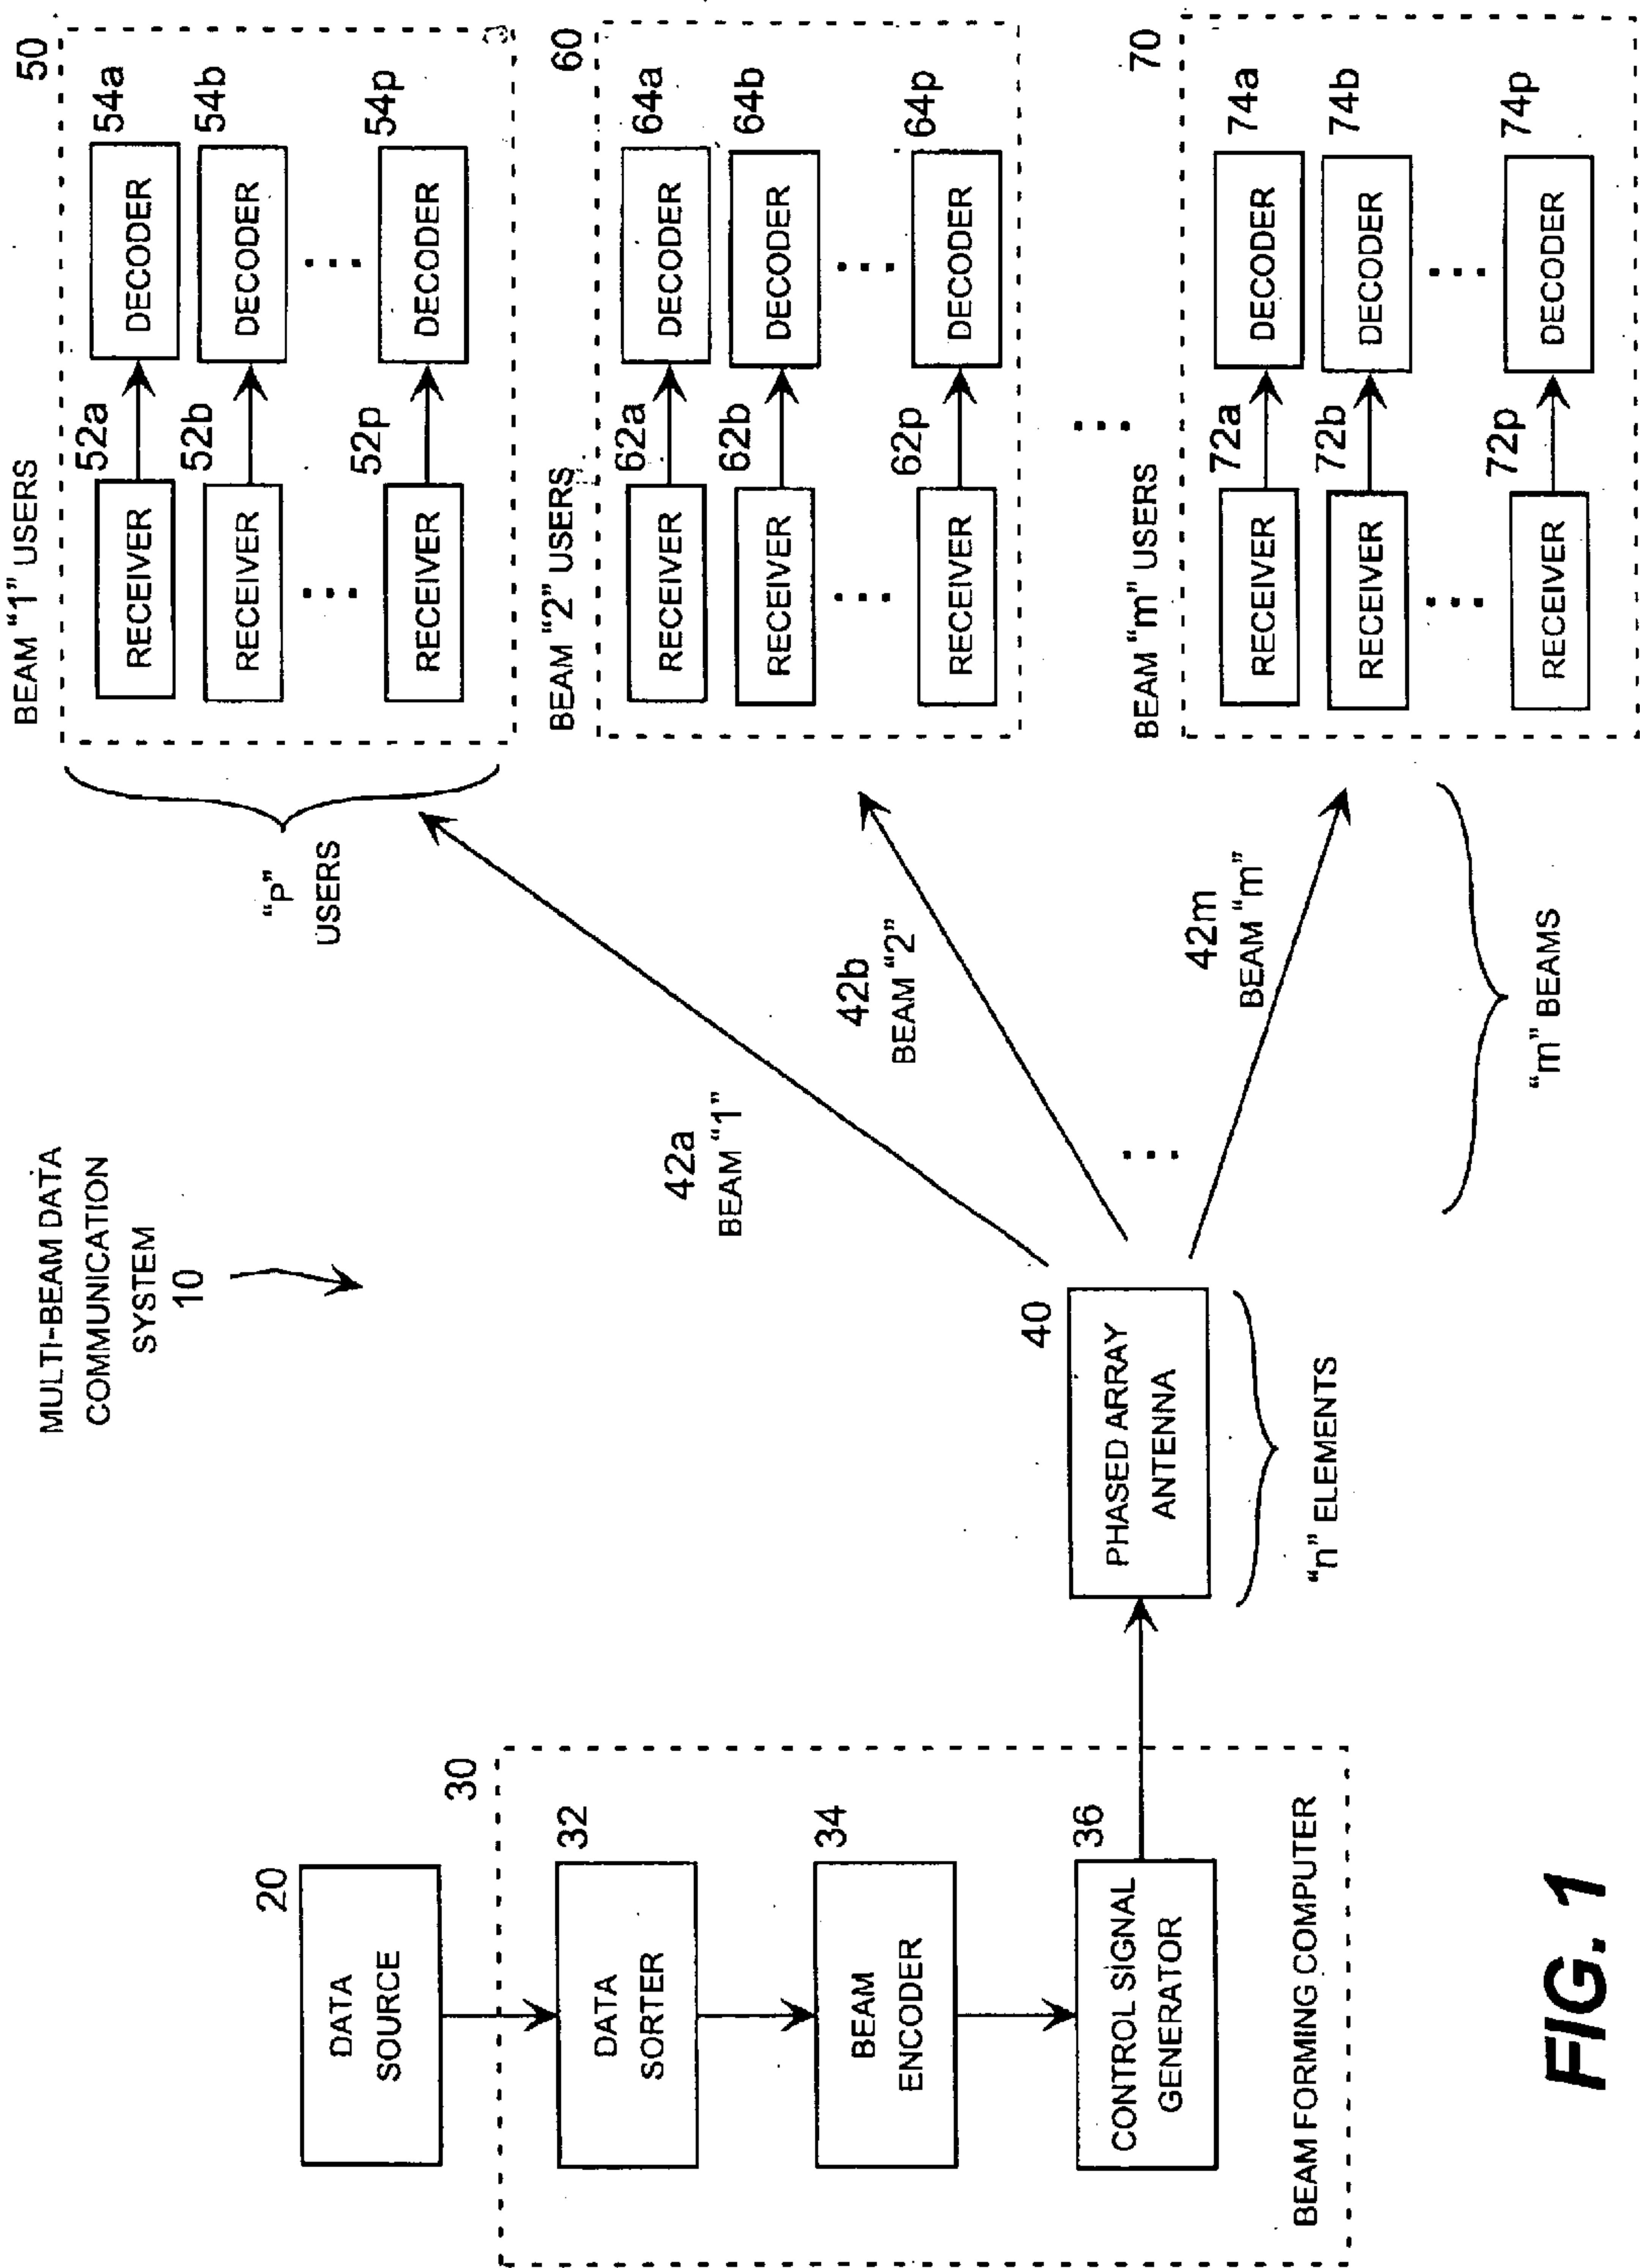 MULTI-BEAM DATA
COMMUNICATION
SYSTEM
10
20
DATA
SOURCE
30
32
DATA
SORTER
34
BEAM
ENCODER
36
CONTROL SIGNAL
GENERATOR
BEAM FORMING COMPUTER
40
PHASED ARRAY
ANTENNA
"n" ELEMENTS
42a
BEAM "1"
42b
BEAM "2"
...
42m
BEAM "m"
"m" BEAMS
"P"
USERS
BEAM "1" USERS
50
RECEIVER
52a
DECODER
54a
RECEIVER
52b
DECODER
54b
...
...
RECEIVER
52p
DECODER
54p
BEAM "2" USERS
60
RECEIVER
62a
DECODER
64a
RECEIVER
62b
DECODER
64b
...
...
RECEIVER
62p
DECODER
64p
...
BEAM "m" USERS
70
RECEIVER
72a
DECODER
74a
RECEIVER
72b
DECODER
74b
...
...
RECEIVER
72p
DECODER
74p
FIG. 1